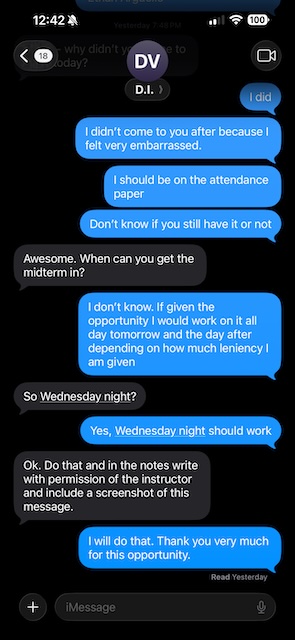 Yesterday 7:49 PM
12:42
100
18
DV
D.I.
I did
I didn't come to you after because I
felt very embarrassed.
I should be on the attendance
paper
Don't know if you still have it or not
Awesome. When can you get the
midterm in?
I don't know. If given the
opportunity I would work on it all
day tomorrow and the day after
depending on how much leniency I
am given
So Wednesday night?
Yes, Wednesday night should work
Ok. Do that and in the notes write
with permission of the instructor
and include a screenshot of this
message.
I will do that. Thank you very much
for this opportunity.
Read Yesterday
iMessage